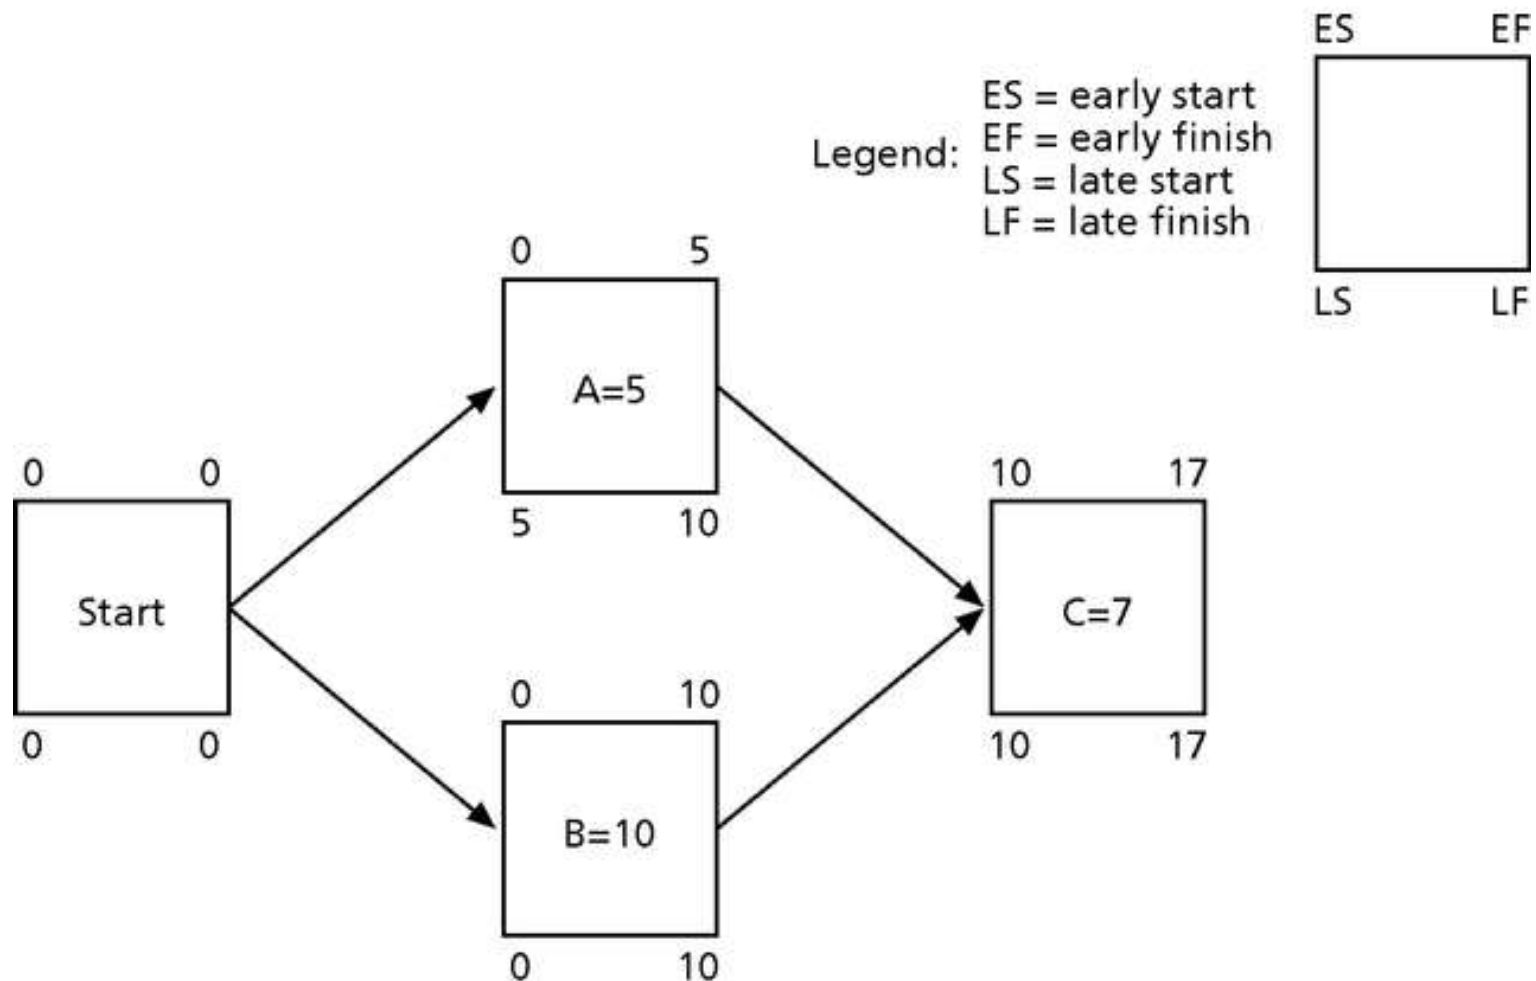 ES EF
ES = early start
EF = early finish
Legend:
LS = late start
LF = late finish
LS LF
0 5
A=5
5 10
0 0
Start
0 0
10 17
C=7
10 17
0 10
B=10
0 10